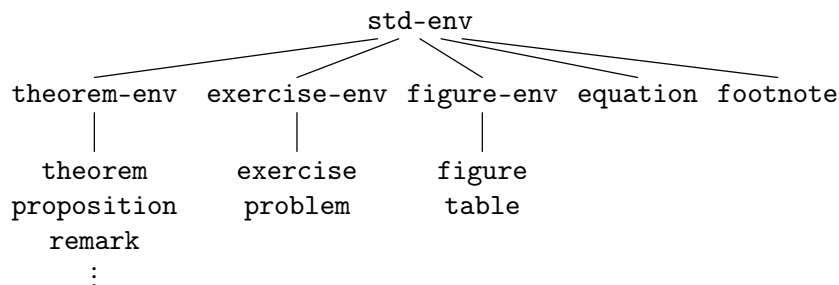 std-env
theorem-env exercise-env figure-env equation footnote
theorem exercise figure
proposition problem table
remark
⋮